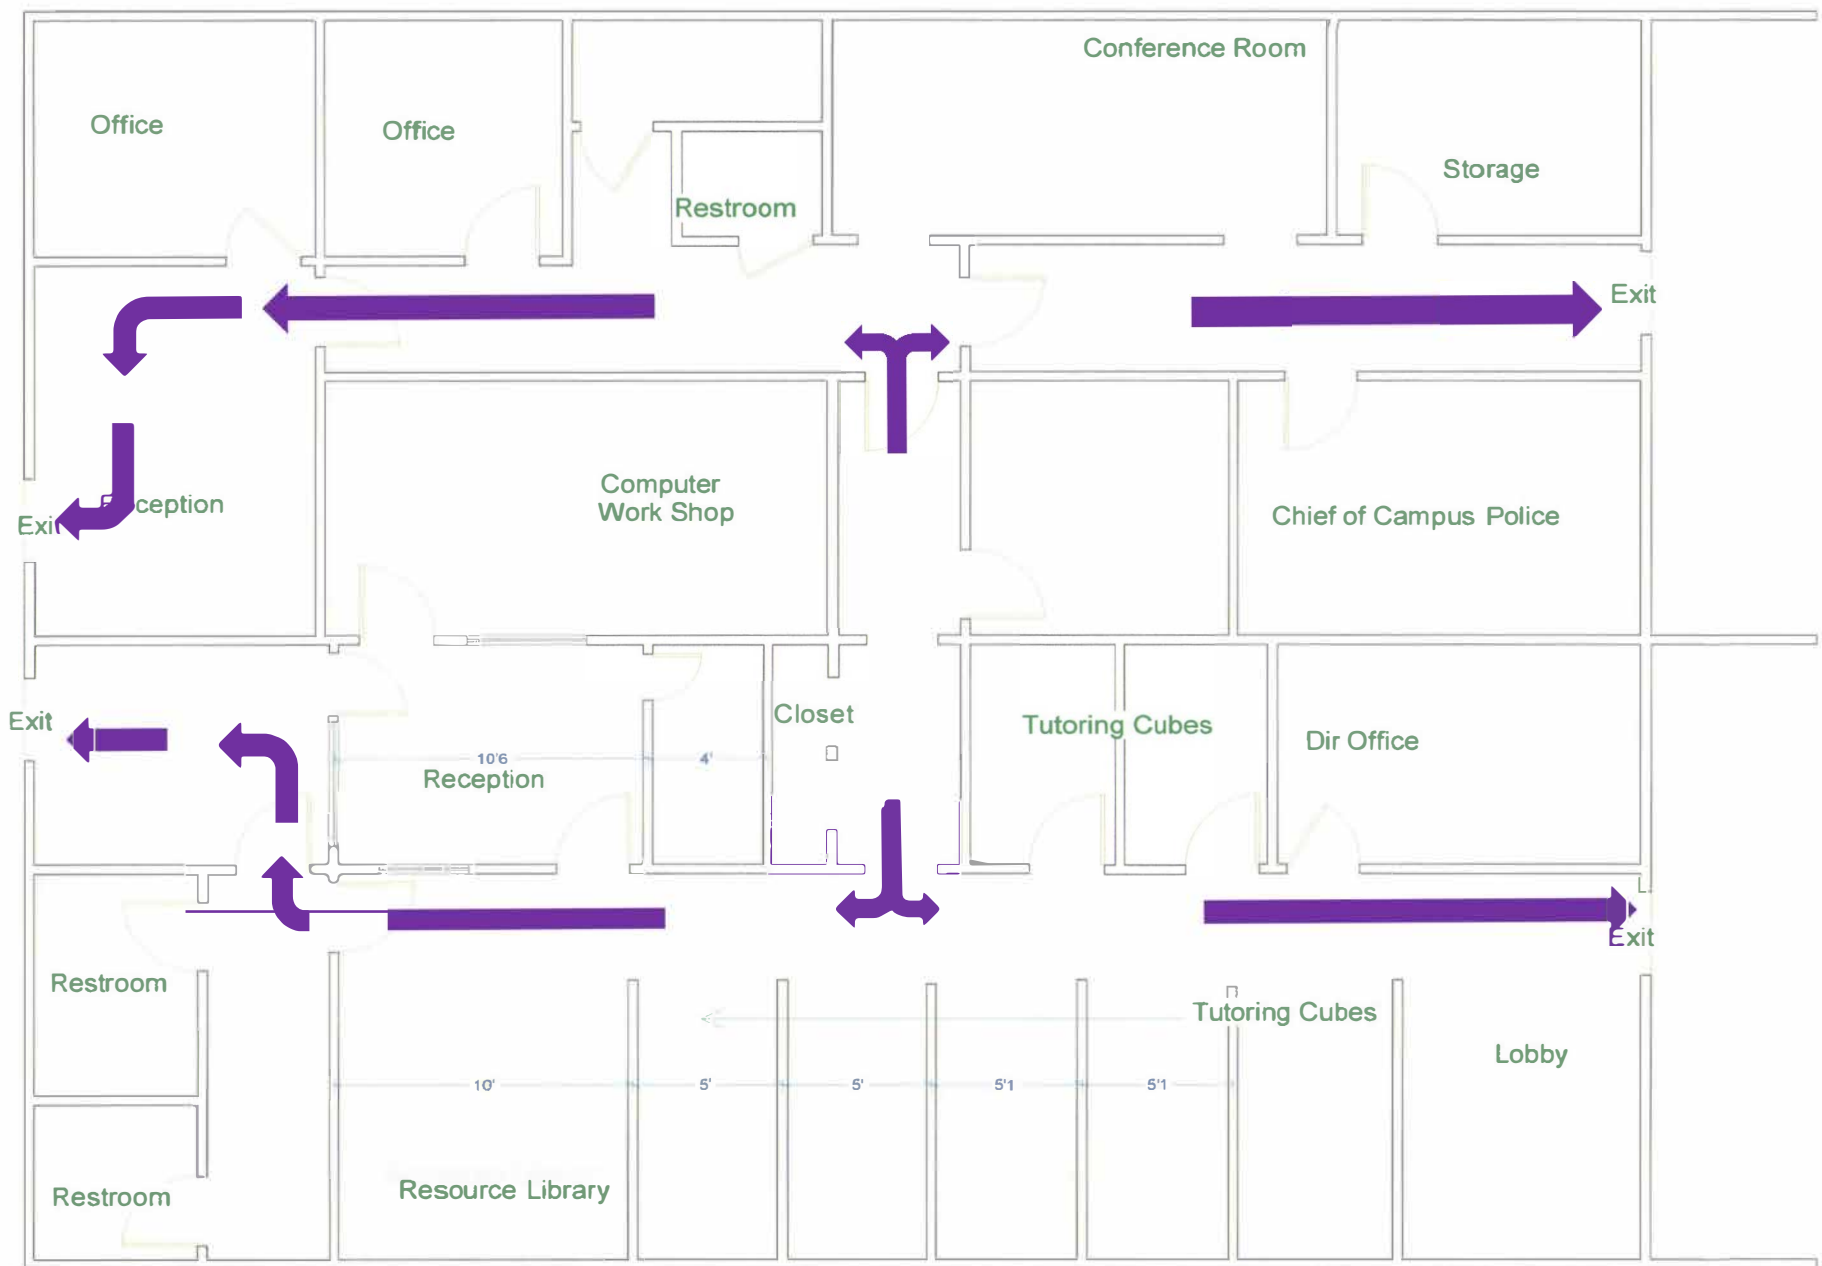 Conference Room
Office
Office
Storage
Restroom
Exit
Computer
Work Shop
Reception
Exit
Chief of Campus Police
Exit
Closet
Tutoring Cubes
Dir Office
10'6
4'
Reception
Exit
Restroom
Tutoring Cubes
Lobby
10'
5'
5'
5'1
5'1
Resource Library
Restroom